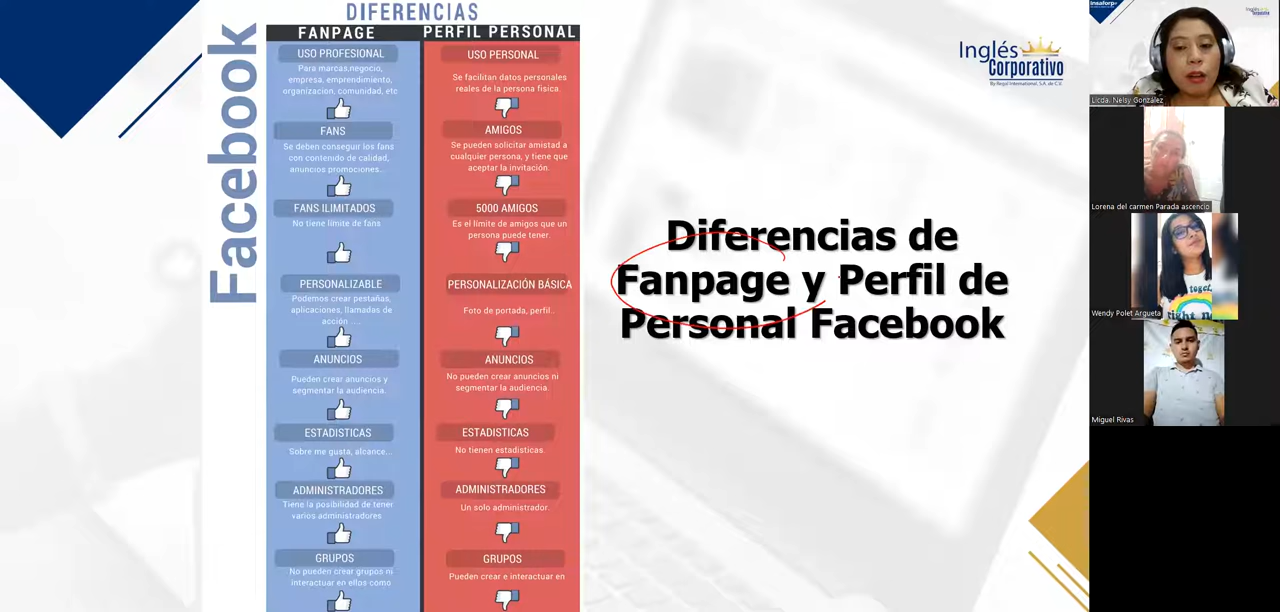 Facebook
DIFERENCIAS
FANPAGE
USO PROFESIONAL
Para marcas,negocio,
empresa, emprendimiento,
organizacion, comunidad, etc
FANS
Se deben conseguir los fans
con contenido de calidad,
anuncios promociones...
FANS ILIMITADOS
No tiene límite de fans
PERSONALIZABLE
Podemos crear pestañas,
aplicaciones, llamadas de
acción .....
ANUNCIOS
Pueden crear anuncios y
segmentar la audiencia.
ESTADISTICAS
Sobre me gusta, alcance...
ADMINISTRADORES
Tiene la posibilidad de tener
varios administradores
GRUPOS
No pueden crear grupos ni
interactuar en ellos como
PERFIL PERSONAL
USO PERSONAL
Se facilitan datos personales
reales de la persona física.
AMIGOS
Se pueden solicitar amistad a
cualquier persona, y tiene que
aceptar la invitación.
5000 AMIGOS
Es el límite de amigos que un
persona puede tener.
PERSONALIZACIÓN BÁSICA
Foto de portada, perfil..
ANUNCIOS
No pueden crear anuncios ni
segmentar la audiencia.
ESTADISTICAS
No tienen estadisticas.
ADMINISTRADORES
Un solo administrador.
GRUPOS
Pueden crear e interactuar en
Diferencias de
Fanpage y Perfil de
Personal Facebook
Inglés
Corporativo
By Regal International, S.A. de C.V.
Insaforp
Licda. Nelsy González
Lorena del carmen Parada ascencio
Wendy Polet Argueta
Miguel Rivas